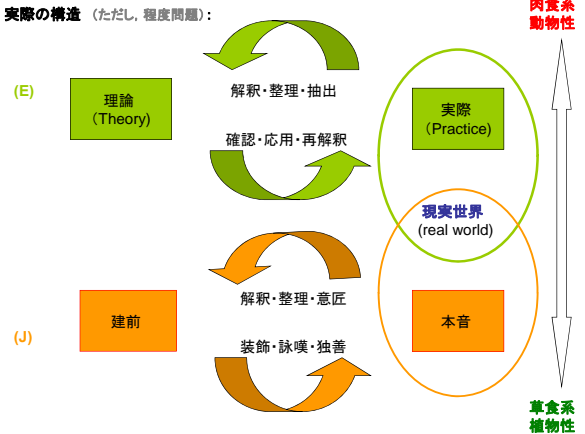 実際の構造 (ただし, 程度問題):
肉食系
動物性
(E)
理論
(Theory)
解釈・整理・抽出
確認・応用・再解釈
実際
(Practice)
現実世界
(real world)
(J)
建前
解釈・整理・意匠
装飾・詠嘆・独善
本音
草食系
植物性